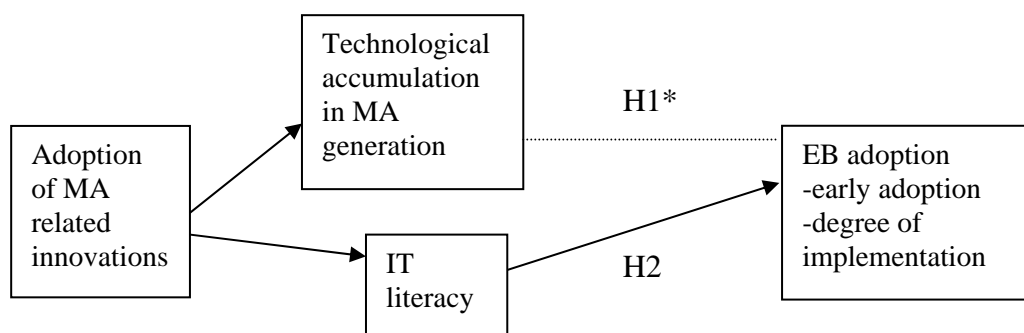 Technological
accumulation
in MA
generation
H1*
Adoption
of MA
related
innovations
EB adoption
-early adoption
-degree of
implementation
IT
literacy
H2